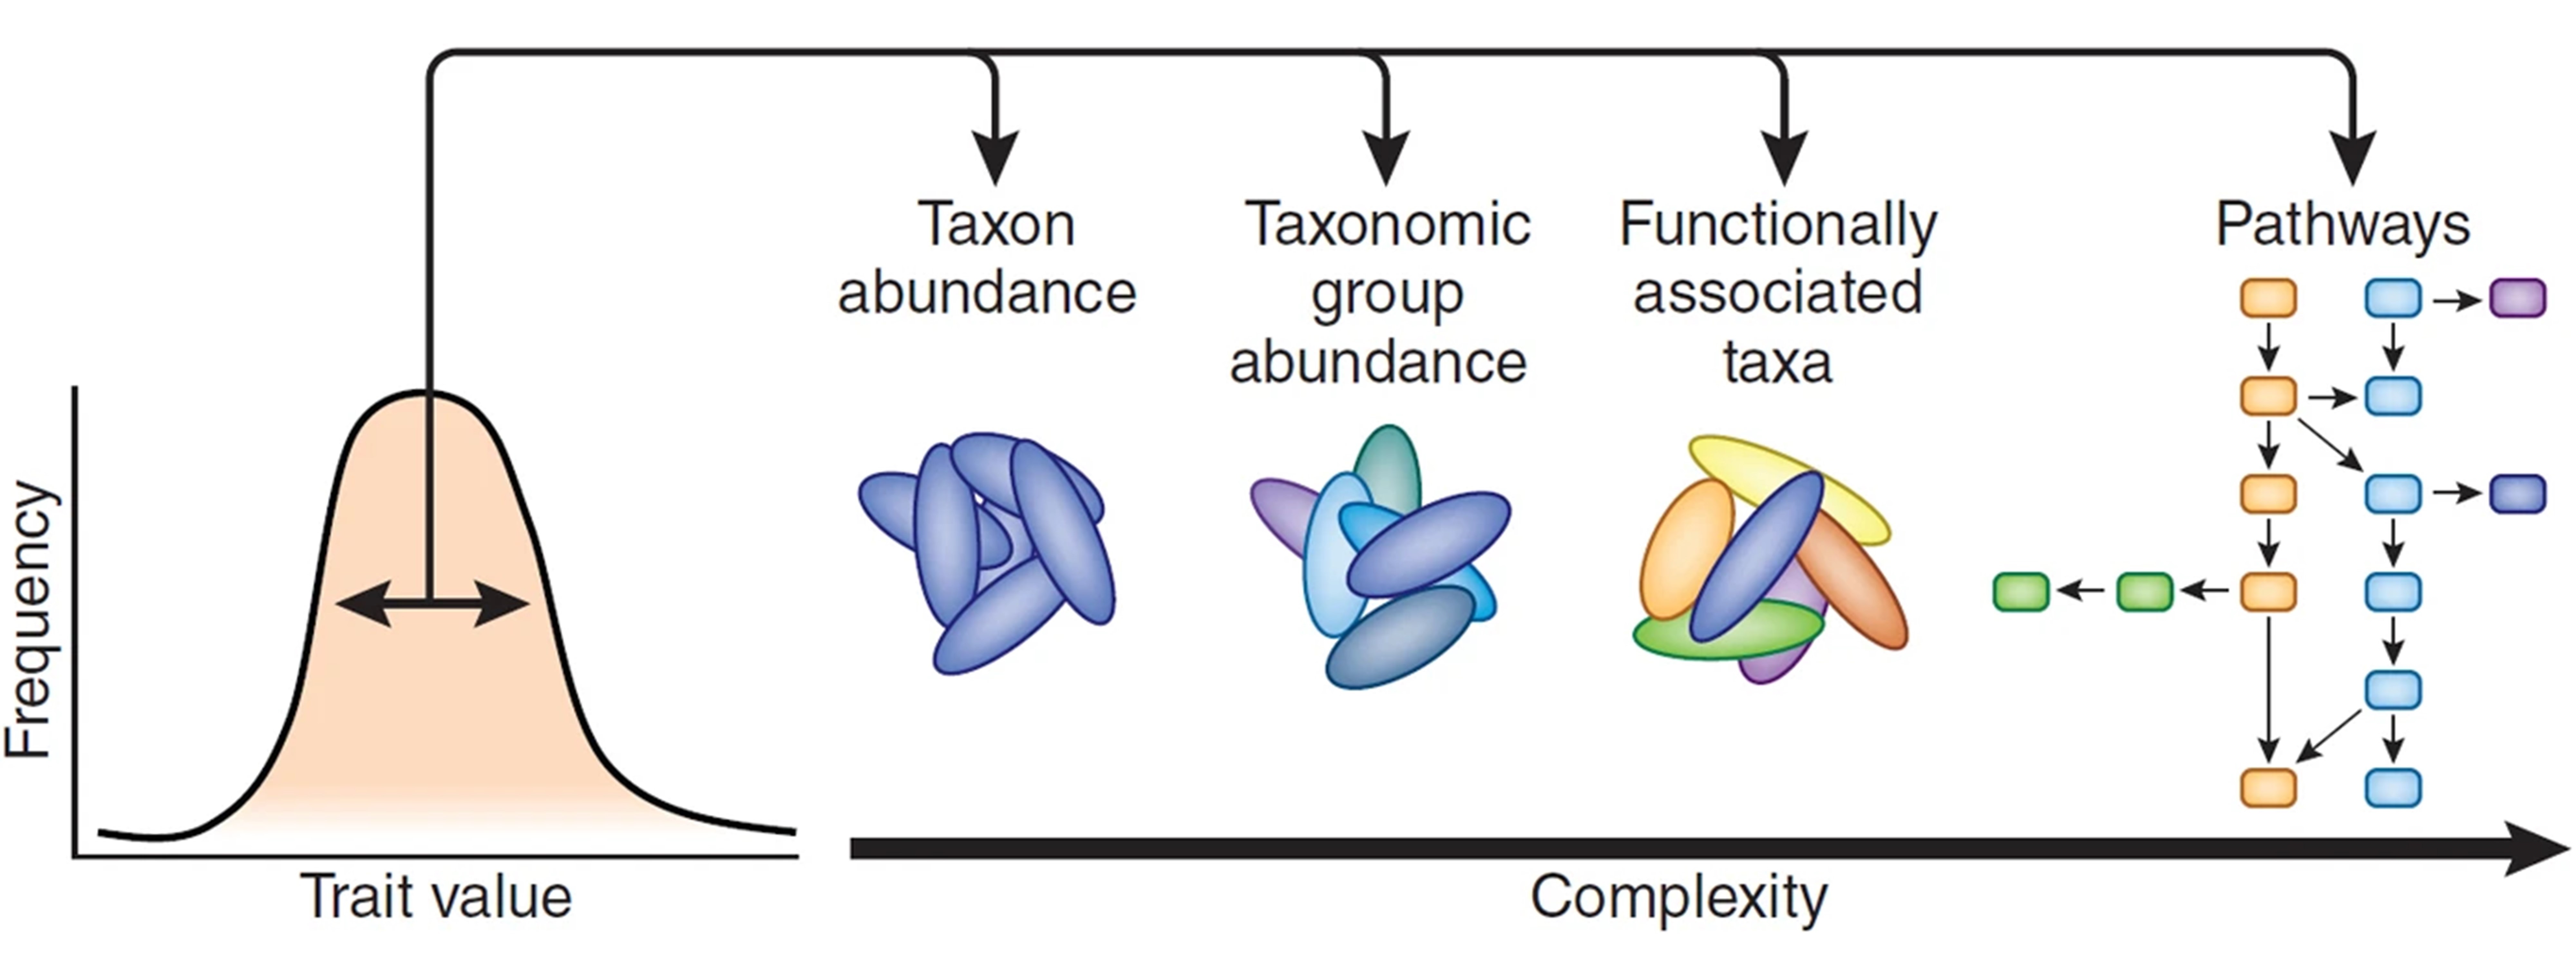 Taxon
abundance
Taxonomic
group
abundance
Functionally
associated
taxa
Pathways
Frequency
Trait value
Complexity